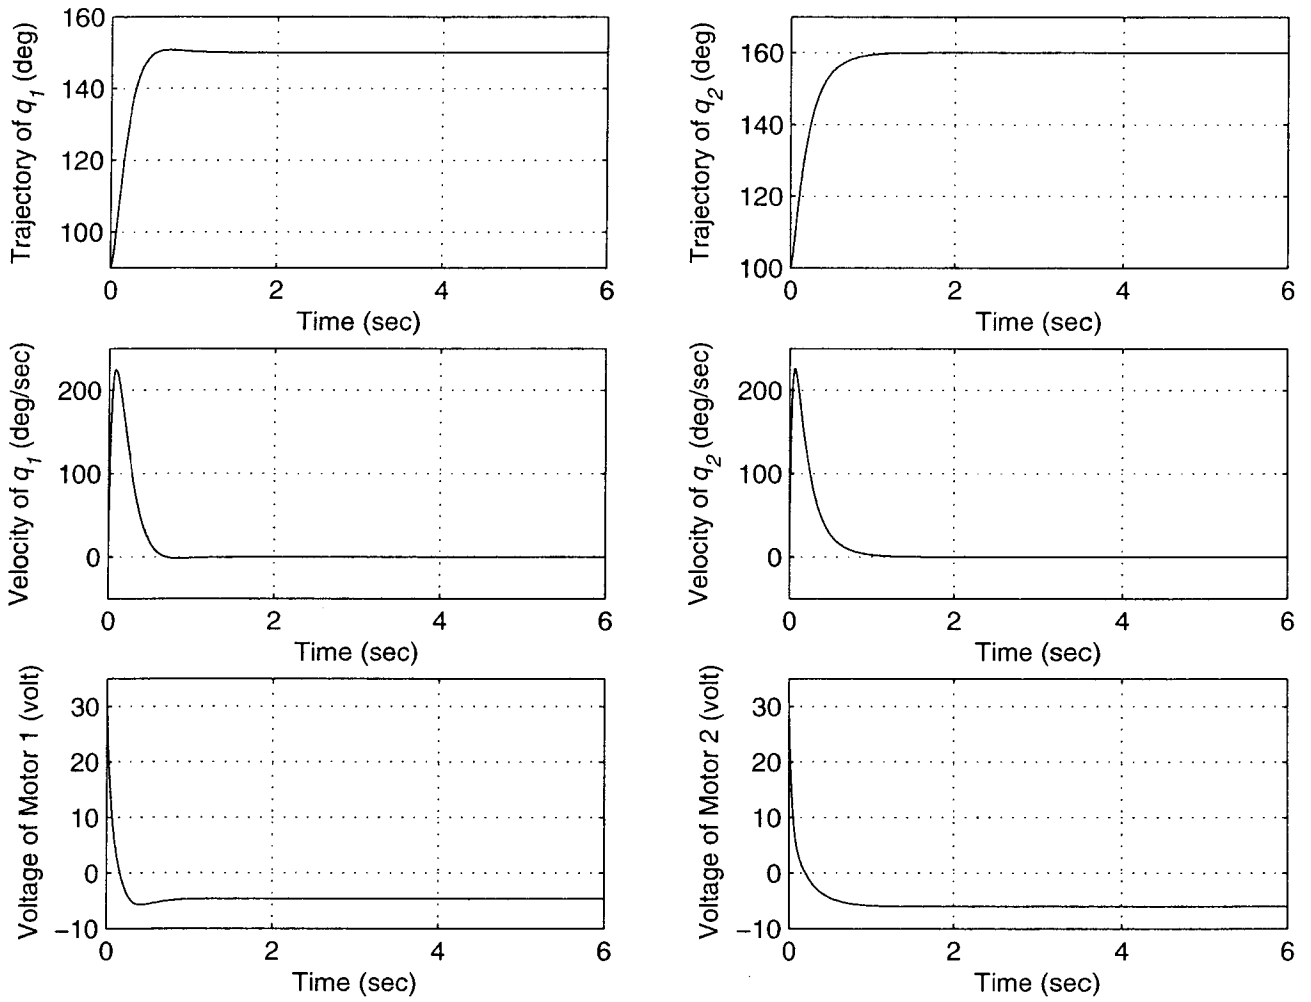 Trajectory of q1 (deg)
160
140
120
100
0 2 4 6
Time (sec)
Trajectory of q2 (deg)
160
140
120
100
0 2 4 6
Time (sec)
Velocity of q1 (deg/sec)
200
100
0
0 2 4 6
Time (sec)
Velocity of q2 (deg/sec)
200
100
0
0 2 4 6
Time (sec)
Voltage of Motor 1 (volt)
30
20
10
0
−10
0 2 4 6
Time (sec)
Voltage of Motor 2 (volt)
30
20
10
0
−10
0 2 4 6
Time (sec)